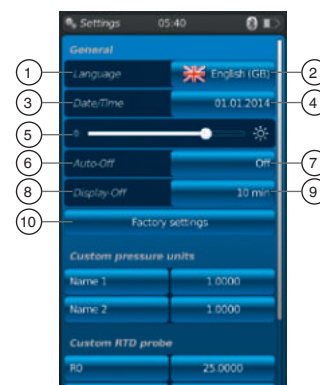 Settings 05:40
General
1 Language English (GB) 2
3 Date/Time 01.01.2014 4
5
6 Auto-Off Off 7
8 Display-Off 10 min 9
10 Factory settings
Custom pressure units
Name 1 1.0000
Name 2 1.0000
Custom RTD probe
R0 25.0000